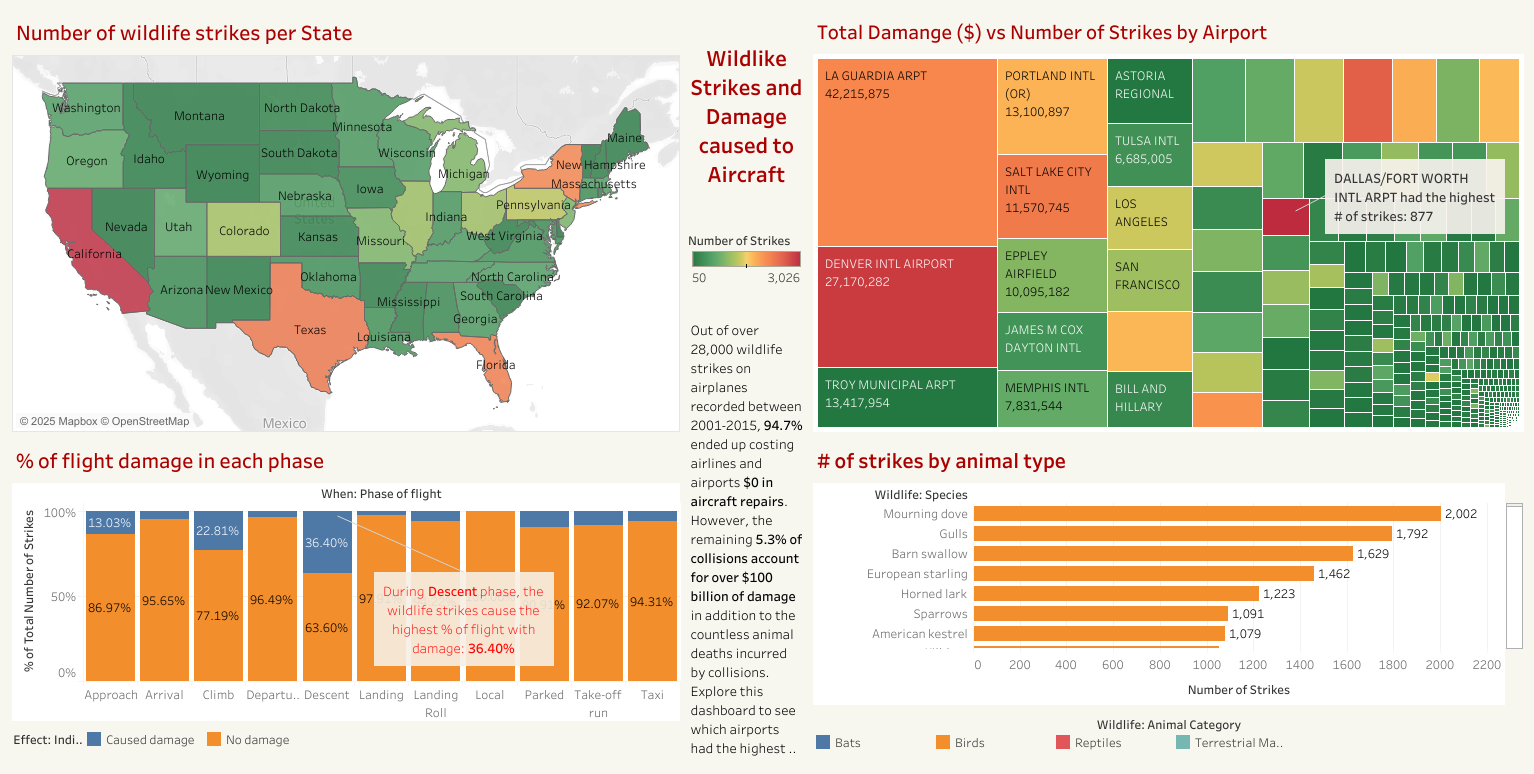 Number of wildlife strikes per State
Washington
Montana
North Dakota
Minnesota
Maine
Oregon
Idaho
Wyoming
South Dakota
Wisconsin
Michigan
New Hampshire
Massachusetts
Nebraska
Iowa
Pennsylvania
United
States
Nevada
Utah
Colorado
Kansas
Missouri
Indiana
West Virginia
California
Arizona
New Mexico
Oklahoma
North Carolina
Mississippi
South Carolina
Georgia
Texas
Louisiana
Florida
© 2025 Mapbox © OpenStreetMap
Mexico
Wildlike
Strikes and
Damage
caused to
Aircraft
Number of Strikes
50
3,026
Out of over
28,000 wildlife
strikes on
airplanes
recorded between
2001-2015, 94.7%
ended up costing
airlines and
airports $0 in
aircraft repairs.
However, the
remaining 5.3% of
collisions account
for over $100
billion of damage
in addition to the
countless animal
deaths incurred
by collisions.
Explore this
dashboard to see
which airports
had the highest ..
Total Damange ($) vs Number of Strikes by Airport
LA GUARDIA ARPT
42,215,875
DENVER INTL AIRPORT
27,170,282
TROY MUNICIPAL ARPT
13,417,954
PORTLAND INTL
(OR)
13,100,897
SALT LAKE CITY
INTL
11,570,745
EPPLEY
AIRFIELD
10,095,182
JAMES M COX
DAYTON INTL
MEMPHIS INTL
7,831,544
ASTORIA
REGIONAL
TULSA INTL
6,685,005
LOS
ANGELES
SAN
FRANCISCO
BILL AND
HILLARY
DALLAS/FORT WORTH
INTL ARPT had the highest
# of strikes: 877
% of flight damage in each phase
When: Phase of flight
% of Total Number of Strikes
100%
50%
0%
13.03%
22.81%
36.40%
86.97%
95.65%
77.19%
96.49%
63.60%
92.07%
94.31%
During Descent phase, the
wildlife strikes cause the
highest % of flight with
damage: 36.40%
Approach
Arrival
Climb
Departu..
Descent
Landing
Landing
Roll
Local
Parked
Take-off
run
Taxi
Effect: Indi..
Caused damage
No damage
# of strikes by animal type
Wildlife: Species
Mourning dove
2,002
Gulls
1,792
Barn swallow
1,629
European starling
1,462
Horned lark
1,223
Sparrows
1,091
American kestrel
1,079
0
200
400
600
800
1000
1200
1400
1600
1800
2000
2200
Number of Strikes
Wildlife: Animal Category
Bats
Birds
Reptiles
Terrestrial Ma..